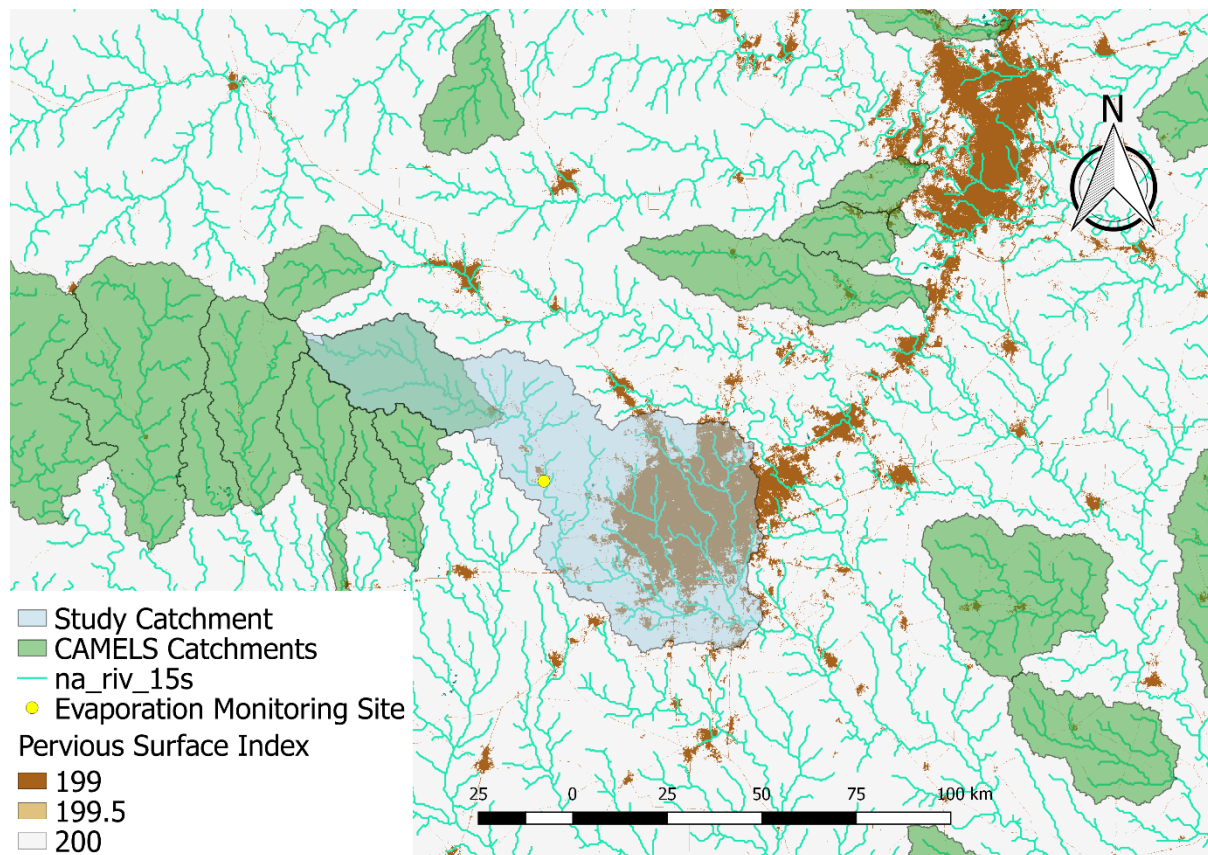 N
Study Catchment
CAMELS Catchments
na_riv_15s
Evaporation Monitoring Site
Pervious Surface Index
199
199.5
200
25 0 25 50 75 100 km